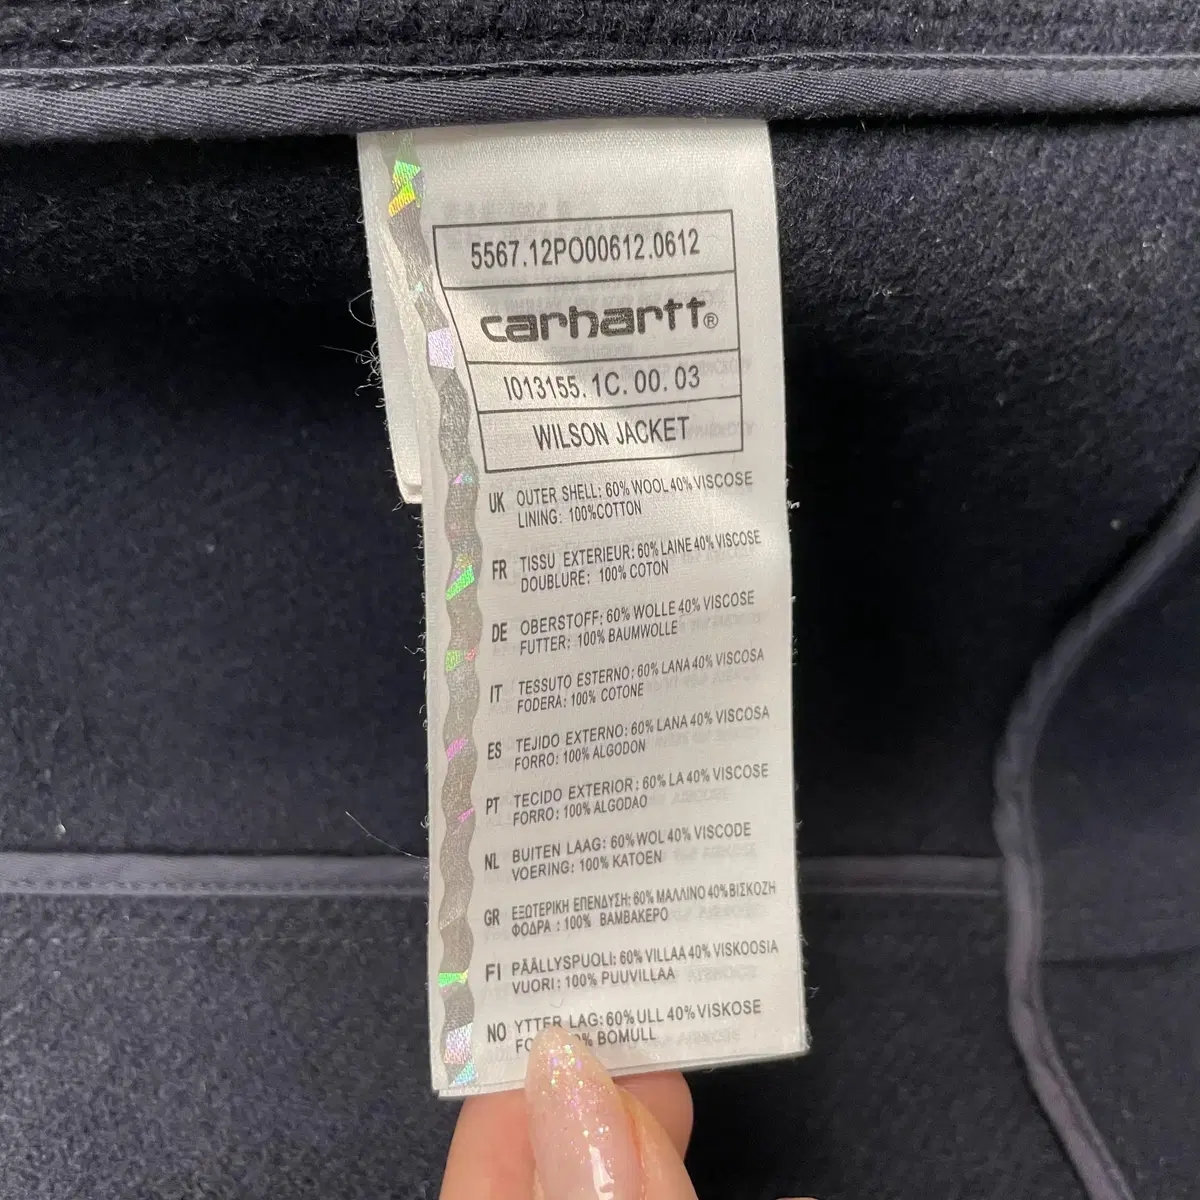 5567.12PO00612.0612
carhartt®
I013155. 1C. 00. 03
WILSON JACKET
UK OUTER SHELL: 60% WOOL 40% VISCOSE
LINING: 100%COTTON
FR TISSU EXTERIEUR: 60% LAINE 40% VISCOSE
DOUBLURE: 100% COTON
DE OBERSTOFF: 60% WOLLE 40% VISCOSE
FUTTER: 100% BAUMWOLLE
IT TESSUTO ESTERNO: 60% LANA 40% VISCOSA
FODERA: 100% COTONE
ES TEJIDO EXTERNO: 60% LANA 40% VISCOSA
FORRO: 100% ALGODON
PT TECIDO EXTERIOR: 60% LA 40% VISCOSE
FORRO: 100% ALGODAO
NL BUITEN LAAG: 60% WOL 40% VISCODE
VOERING: 100% KATOEN
GR ΕΞΩΤΕΡΙΚΗ ΕΠΕΝΔΥΣΗ: 60% ΜΑΛΛΙΝΟ 40% ΒΙΣΚΟΖΗ
ΦΟΔΡΑ : 100% ΒΑΜΒΑΚΕΡΟ
FI PÄÄLLYSPUOLI: 60% VILLAA 40% VISKOOSIA
VUORI: 100% PUUVILLAA
NO YTTER LAG: 60% ULL 40% VISKOSE
BOMULL